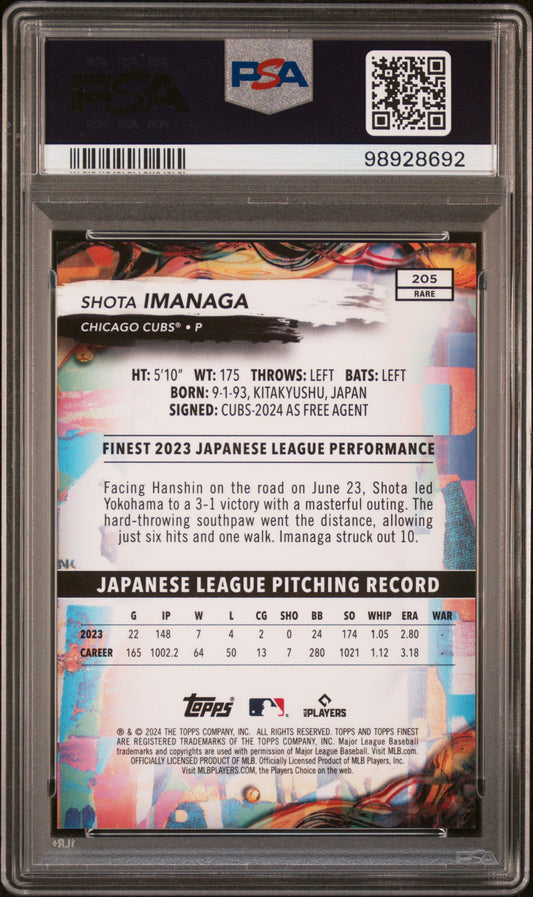 PSA
98928692
205
RARE
SHOTA IMANAGA
CHICAGO CUBS® • P
HT: 5'10" WT: 175 THROWS: LEFT BATS: LEFT
BORN: 9-1-93, KITAKYUSHU, JAPAN
SIGNED: CUBS-2024 AS FREE AGENT
FINEST 2023 JAPANESE LEAGUE PERFORMANCE
Facing Hanshin on the road on June 23, Shota led
Yokohama to a 3-1 victory with a masterful outing. The
hard-throwing southpaw went the distance, allowing
just six hits and one walk. Imanaga struck out 10.
JAPANESE LEAGUE PITCHING RECORD
G IP W L CG SHO BB SO WHIP ERA WAR
2023 22 148 7 4 2 0 24 174 1.05 2.80 -
CAREER 165 1002.2 64 50 13 7 280 1021 1.12 3.18 -
Topps PLAYERS
® & © 2024 THE TOPPS COMPANY, INC. ALL RIGHTS RESERVED. TOPPS AND TOPPS FINEST
ARE REGISTERED TRADEMARKS OF THE TOPPS COMPANY, INC. Major League Baseball
trademarks and copyrights are used with permission of Major League Baseball. Visit MLB.com.
OFFICIALLY LICENSED PRODUCT OF MLB. Officially Licensed Product of MLB Players, Inc.
Visit MLBPLAYERS.COM, the Players Choice on the web.
PSA